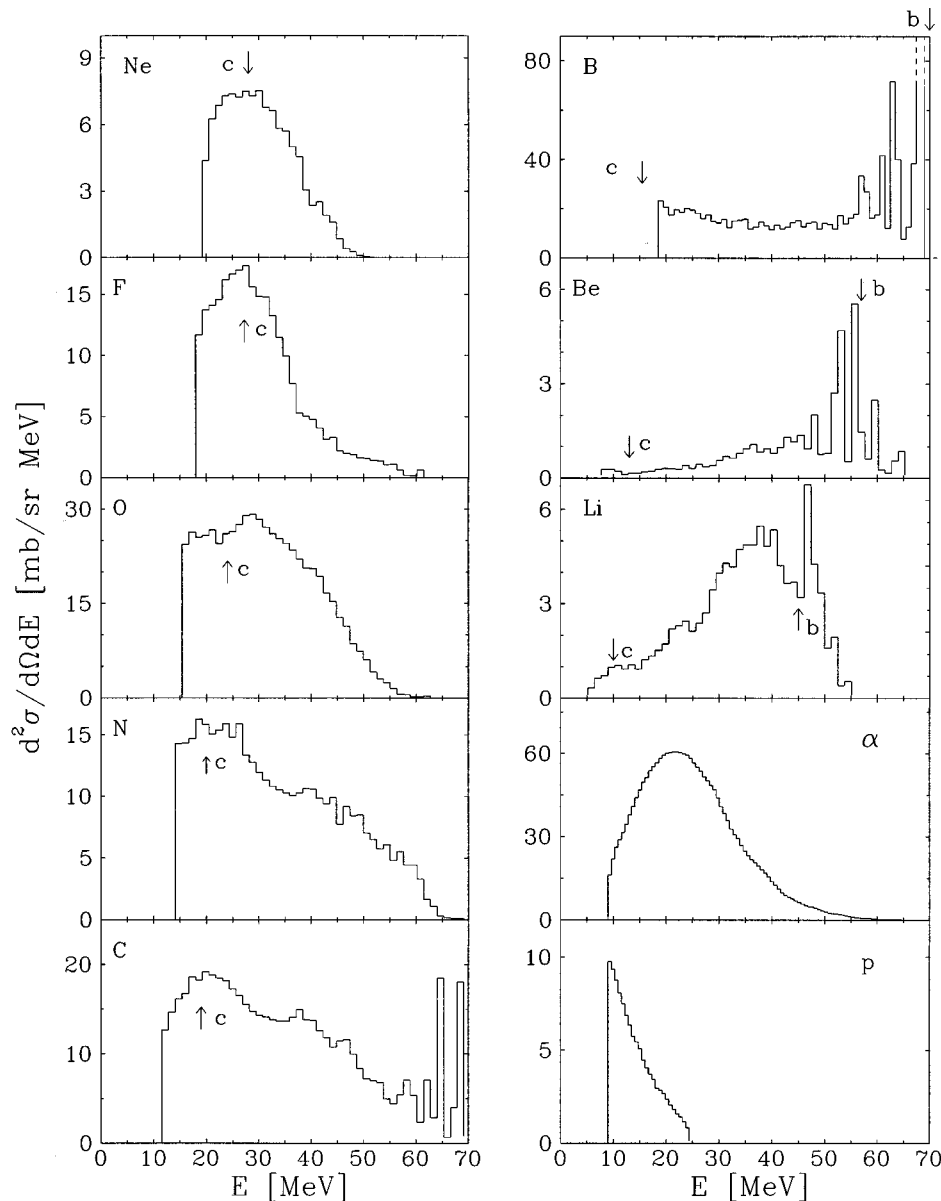 b ↓
9
6
3
0
Ne
c ↓
80
40
0
B
c ↓
15
10
5
0
F
↑ c
6
3
0
Be
↓ c
↓ b
30
15
0
O
↑ c
6
3
0
Li
↓ c
↑ b
15
10
5
0
N
↑ c
60
30
0
α
20
10
0
C
↑ c
10
5
0
p
0 10 20 30 40 50 60 70
0 10 20 30 40 50 60 70
E [MeV]
E [MeV]
d²σ/dΩdE [mb/sr MeV]